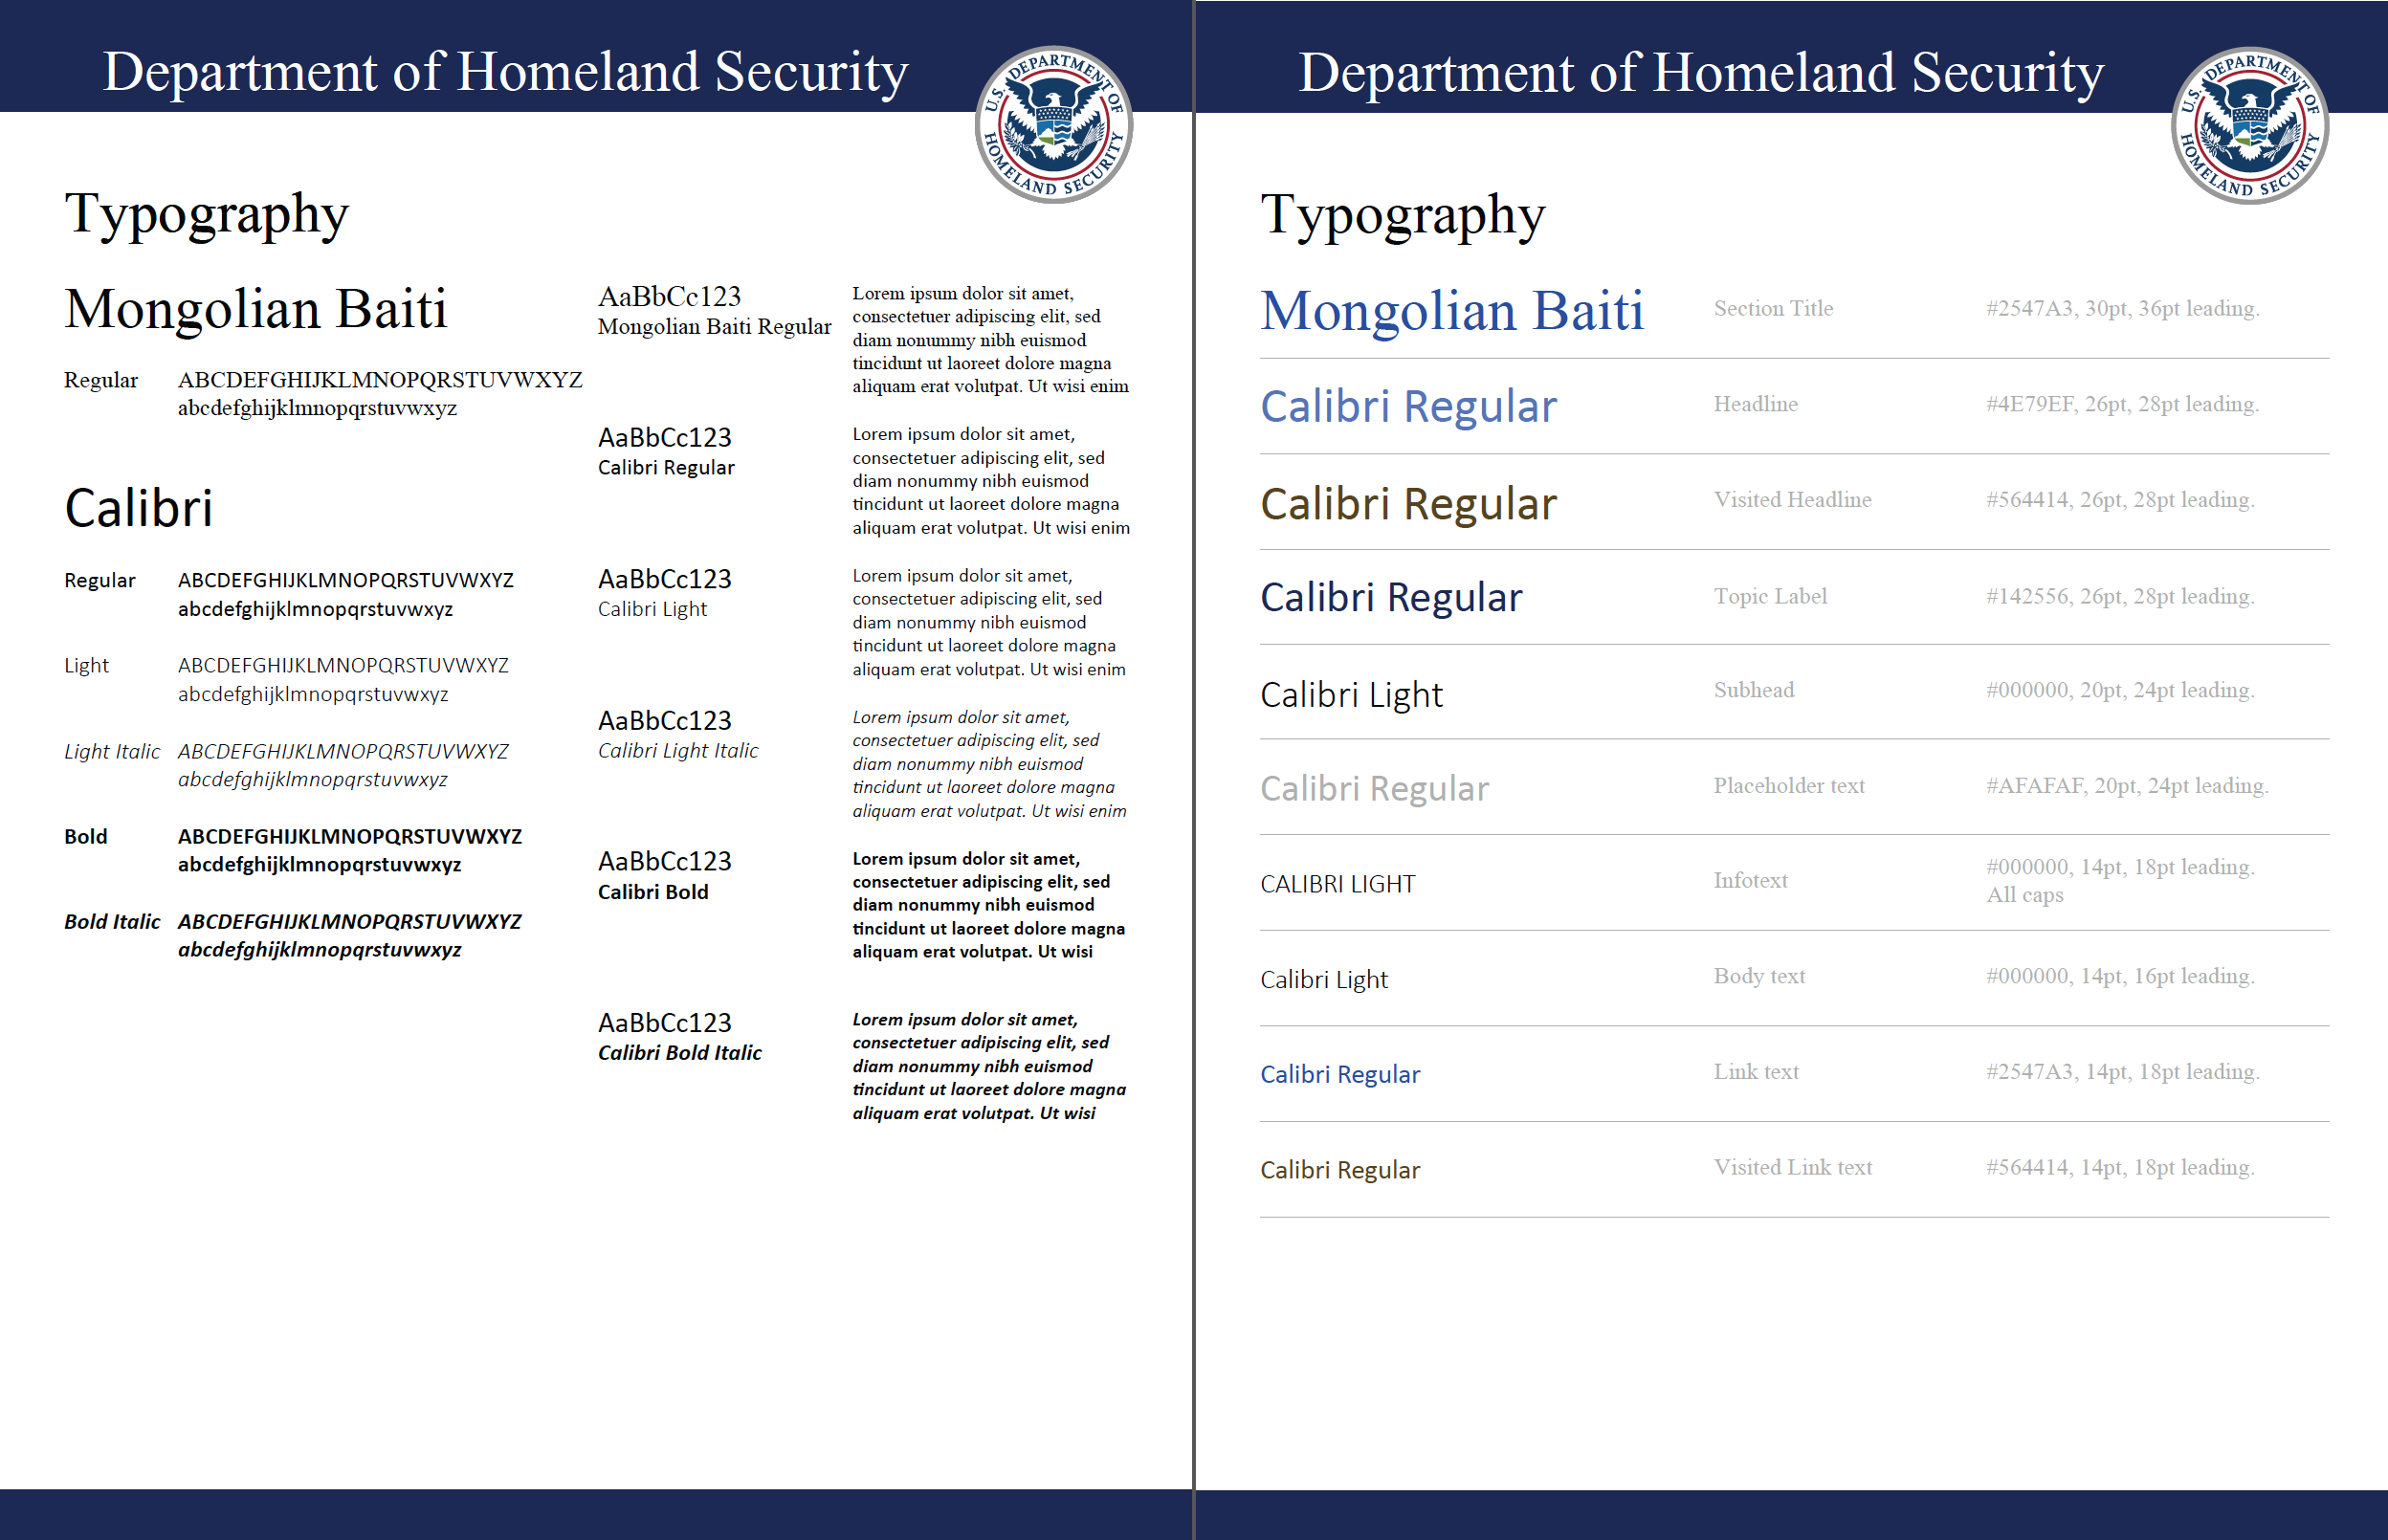 Department of Homeland Security
U.S. DEPARTMENT OF HOMELAND SECURITY
Typography
Mongolian Baiti
Regular ABCDEFGHIJKLMNOPQRSTUVWXYZ
abcdefghijklmnopqrstuvwxyz
Calibri
Regular ABCDEFGHIJKLMNOPQRSTUVWXYZ
abcdefghijklmnopqrstuvwxyz
Light ABCDEFGHIJKLMNOPQRSTUVWXYZ
abcdefghijklmnopqrstuvwxyz
Light Italic ABCDEFGHIJKLMNOPQRSTUVWXYZ
abcdefghijklmnopqrstuvwxyz
Bold ABCDEFGHIJKLMNOPQRSTUVWXYZ
abcdefghijklmnopqrstuvwxyz
Bold Italic ABCDEFGHIJKLMNOPQRSTUVWXYZ
abcdefghijklmnopqrstuvwxyz
AaBbCc123
Mongolian Baiti Regular
Lorem ipsum dolor sit amet,
consectetuer adipiscing elit, sed
diam nonummy nibh euismod
tincidunt ut laoreet dolore magna
aliquam erat volutpat. Ut wisi enim
AaBbCc123
Calibri Regular
Lorem ipsum dolor sit amet,
consectetuer adipiscing elit, sed
diam nonummy nibh euismod
tincidunt ut laoreet dolore magna
aliquam erat volutpat. Ut wisi enim
AaBbCc123
Calibri Light
Lorem ipsum dolor sit amet,
consectetuer adipiscing elit, sed
diam nonummy nibh euismod
tincidunt ut laoreet dolore magna
aliquam erat volutpat. Ut wisi enim
AaBbCc123
Calibri Light Italic
Lorem ipsum dolor sit amet,
consectetuer adipiscing elit, sed
diam nonummy nibh euismod
tincidunt ut laoreet dolore magna
aliquam erat volutpat. Ut wisi enim
AaBbCc123
Calibri Bold
Lorem ipsum dolor sit amet,
consectetuer adipiscing elit, sed
diam nonummy nibh euismod
tincidunt ut laoreet dolore magna
aliquam erat volutpat. Ut wisi
AaBbCc123
Calibri Bold Italic
Lorem ipsum dolor sit amet,
consectetuer adipiscing elit, sed
diam nonummy nibh euismod
tincidunt ut laoreet dolore magna
aliquam erat volutpat. Ut wisi
Department of Homeland Security
U.S. DEPARTMENT OF HOMELAND SECURITY
Typography
Mongolian Baiti Section Title #2547A3, 30pt, 36pt leading.
Calibri Regular Headline #4E79EF, 26pt, 28pt leading.
Calibri Regular Visited Headline #564414, 26pt, 28pt leading.
Calibri Regular Topic Label #142556, 26pt, 28pt leading.
Calibri Light Subhead #000000, 20pt, 24pt leading.
Calibri Regular Placeholder text #AFAFAF, 20pt, 24pt leading.
CALIBRI LIGHT Infotext #000000, 14pt, 18pt leading.
All caps
Calibri Light Body text #000000, 14pt, 16pt leading.
Calibri Regular Link text #2547A3, 14pt, 18pt leading.
Calibri Regular Visited Link text #564414, 14pt, 18pt leading.